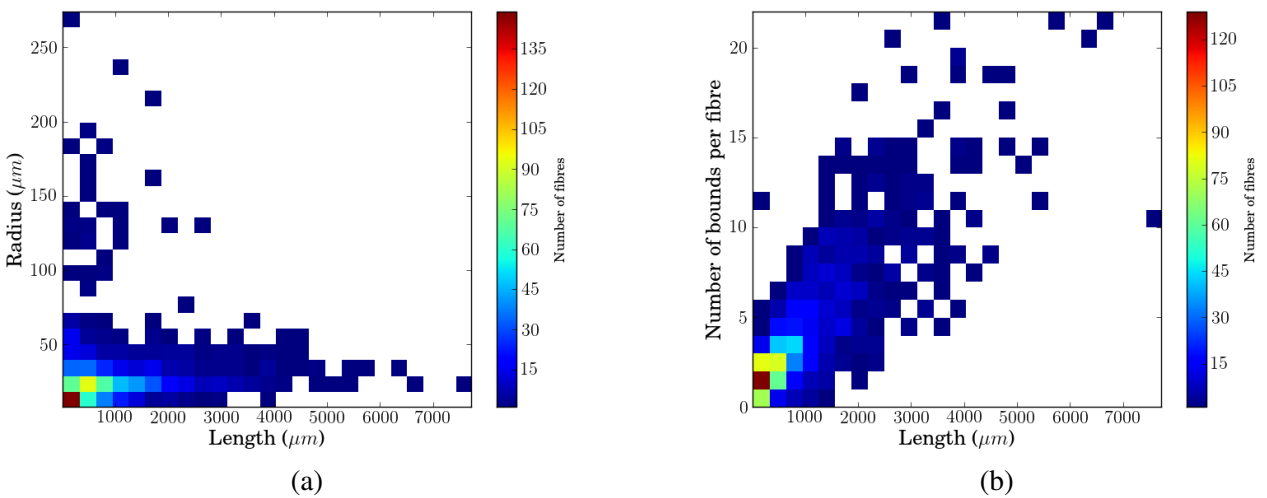 250
200
150
100
50
Radius (μm)
1000 2000 3000 4000 5000 6000 7000
Length (μm)
135
120
105
90
75
60
45
30
15
Number of fibres
(a)
20
15
10
5
0
Number of bounds per fibre
1000 2000 3000 4000 5000 6000 7000
Length (μm)
120
105
90
75
60
45
30
15
Number of fibres
(b)